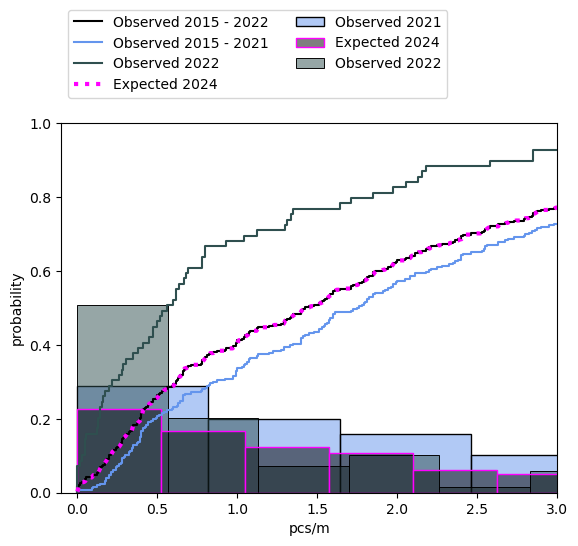 Observed 2015 - 2022
Observed 2015 - 2021
Observed 2022
Expected 2024
Observed 2021
Expected 2024
Observed 2022
1.0
0.8
0.6
0.4
0.2
0.0
probability
0.0 0.5 1.0 1.5 2.0 2.5 3.0
pcs/m